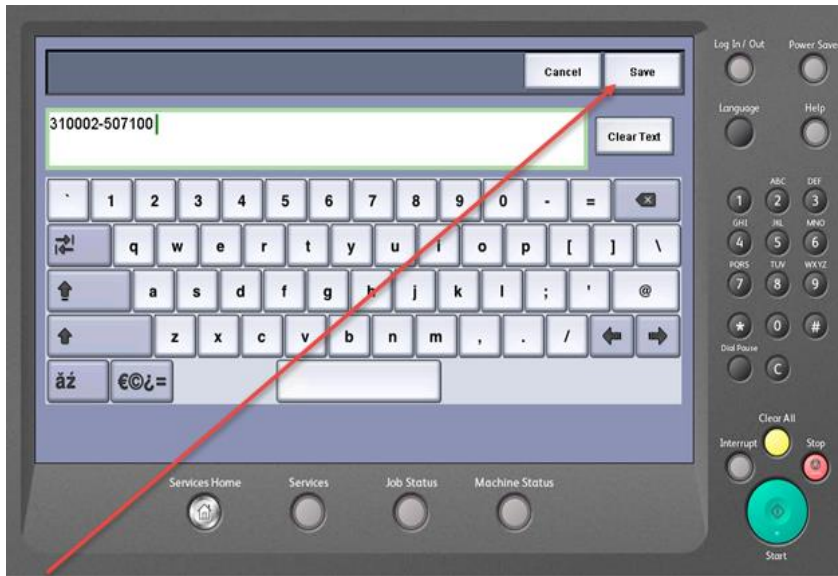 Log In / Out Power Save
Cancel Save
Language Help
310002-507100
Clear Text
` 1 2 3 4 5 6 7 8 9 0 - =
q w e r t y u i o p [ ] \
a s d f g h j k l ; ' @
z x c v b n m , . /
ǎź €©¿=
ABC DEF
1 2 3
GHI JKL MNO
4 5 6
PQRS TUV WXYZ
7 8 9
* 0 #
Dial Pause
C
Clear All
Interrupt Stop
Services Home Services Job Status Machine Status
Start